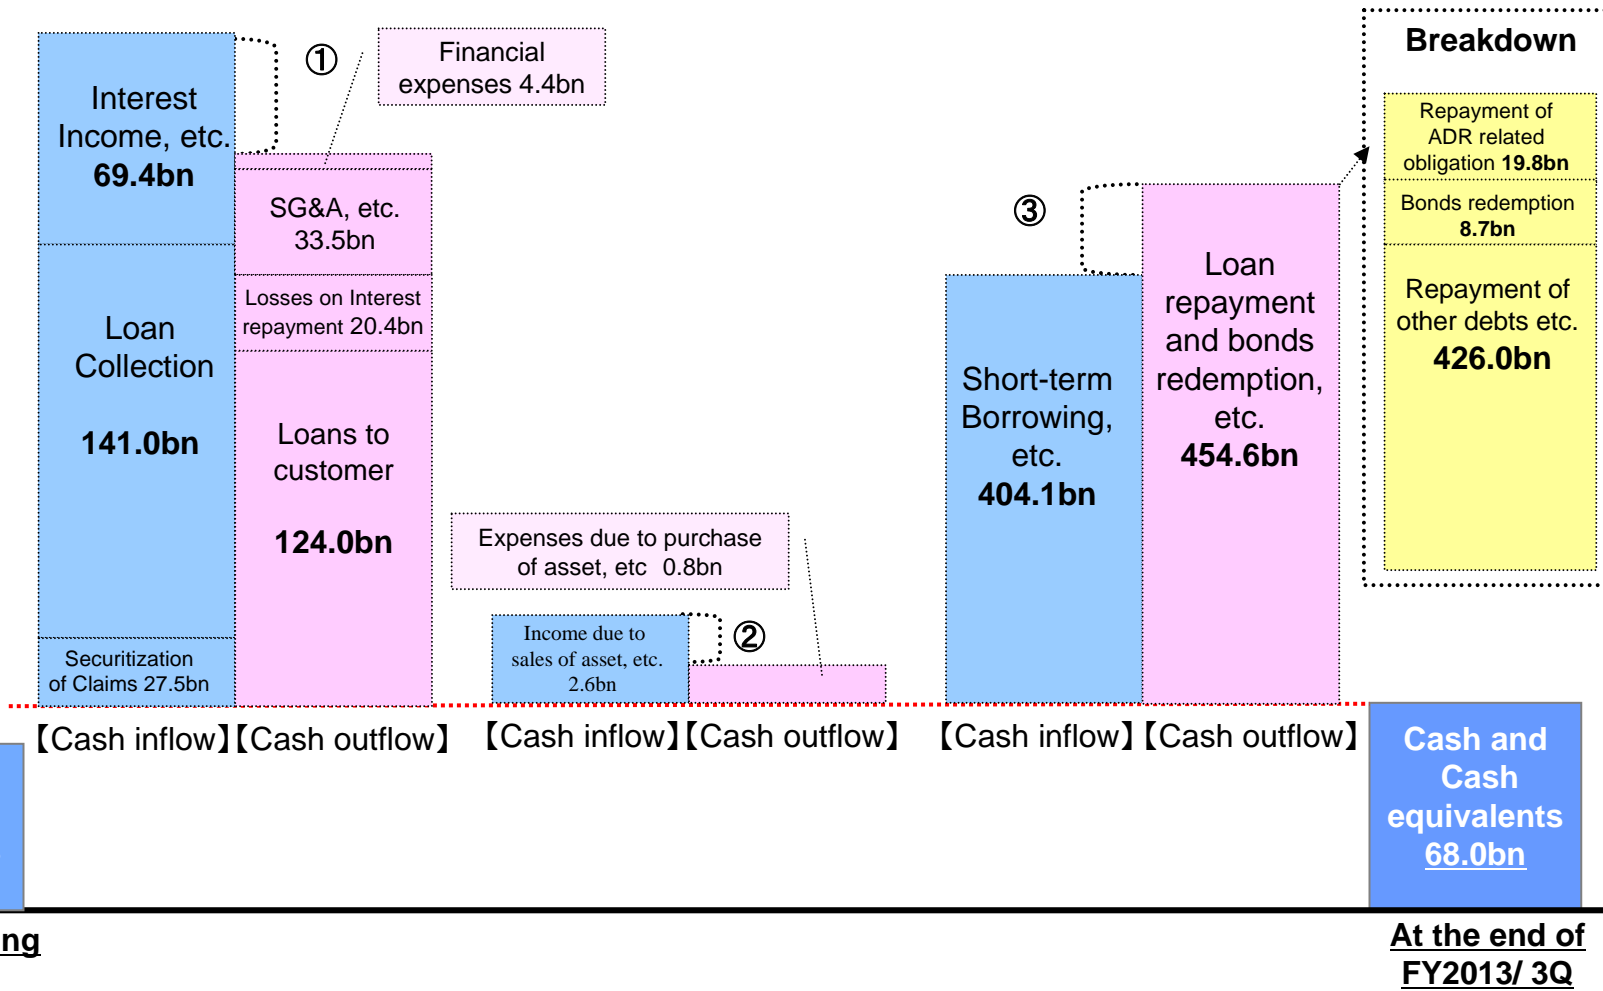 ①
Financial
expenses 4.4bn
Interest
Income, etc.
69.4bn
SG&A, etc.
33.5bn
Losses on Interest
repayment 20.4bn
Loan
Collection
141.0bn
Loans to
customer
124.0bn
Securitization
of Claims 27.5bn
【Cash inflow】【Cash outflow】
Expenses due to purchase
of asset, etc 0.8bn
Income due to
sales of asset, etc.
2.6bn
②
【Cash inflow】【Cash outflow】
③
Short-term
Borrowing,
etc.
404.1bn
Loan
repayment
and bonds
redemption,
etc.
454.6bn
【Cash inflow】【Cash outflow】
Breakdown
Repayment of
ADR related
obligation 19.8bn
Bonds redemption
8.7bn
Repayment of
other debts etc.
426.0bn
Cash and
Cash
equivalents
68.0bn
ng
At the end of
FY2013/ 3Q